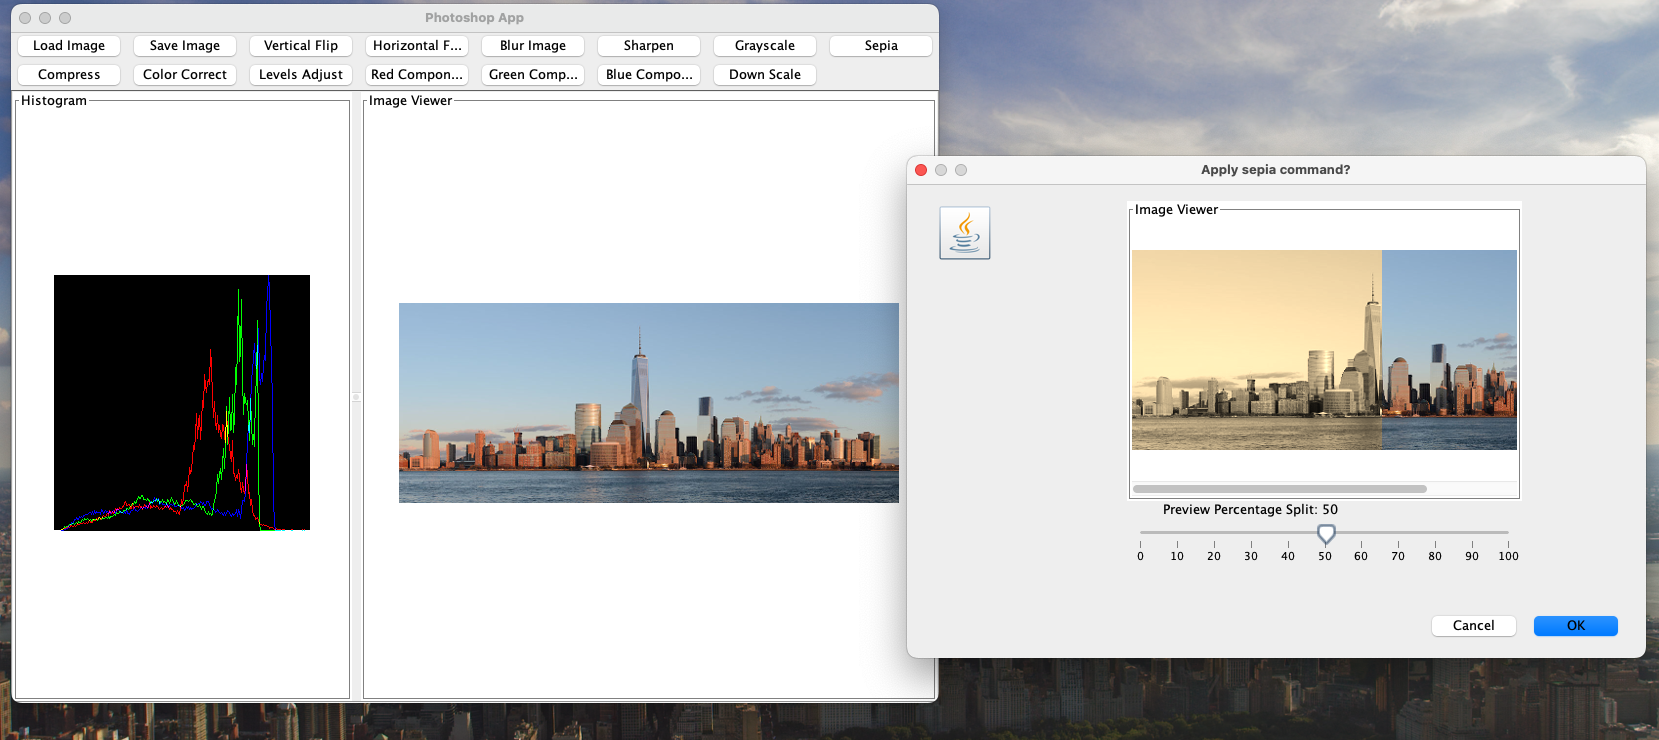 Photoshop App
Load Image Save Image Vertical Flip Horizontal F... Blur Image Sharpen Grayscale Sepia
Compress Color Correct Levels Adjust Red Compon... Green Comp... Blue Compo... Down Scale
Histogram
Image Viewer
Apply sepia command?
Image Viewer
Preview Percentage Split: 50
0 10 20 30 40 50 60 70 80 90 100
Cancel OK